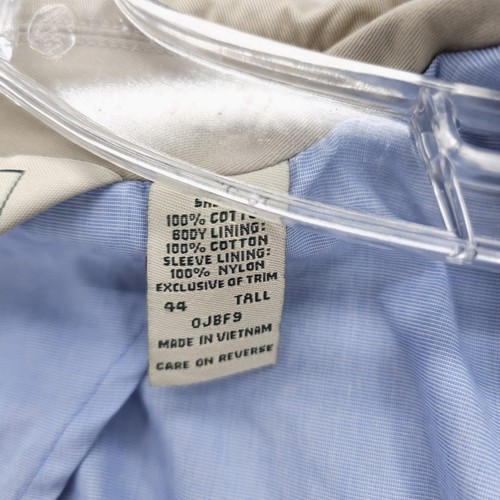 100% COTTON
BODY LINING:
100% COTTON
SLEEVE LINING:
100% NYLON
EXCLUSIVE OF TRIM
44 TALL
0JBF9
MADE IN VIETNAM
CARE ON REVERSE